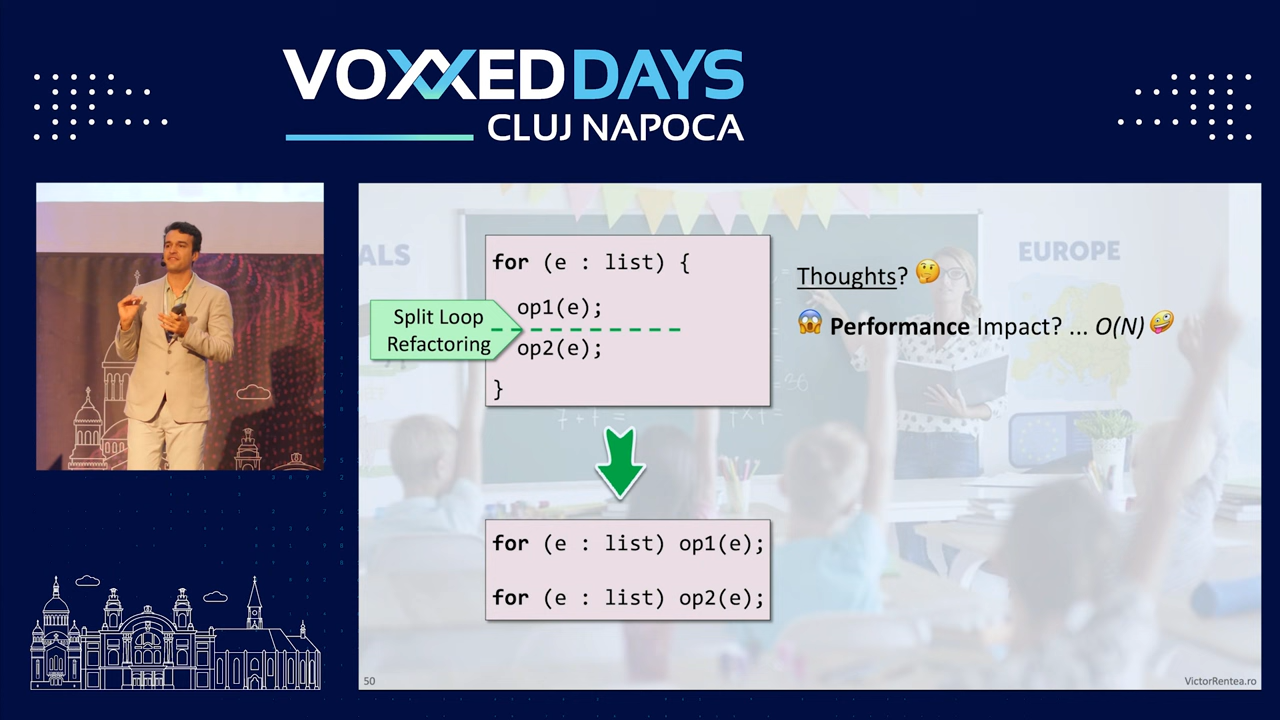 VOXXED DAYS
CLUJ NAPOCA
for (e : list) {
op1(e);
Split Loop
Refactoring
op2(e);
}
for (e : list) op1(e);
for (e : list) op2(e);
Thoughts? 🤔
😱 Performance Impact? ... O(N) 🤪
EUROPE
50
VictorRentea.ro